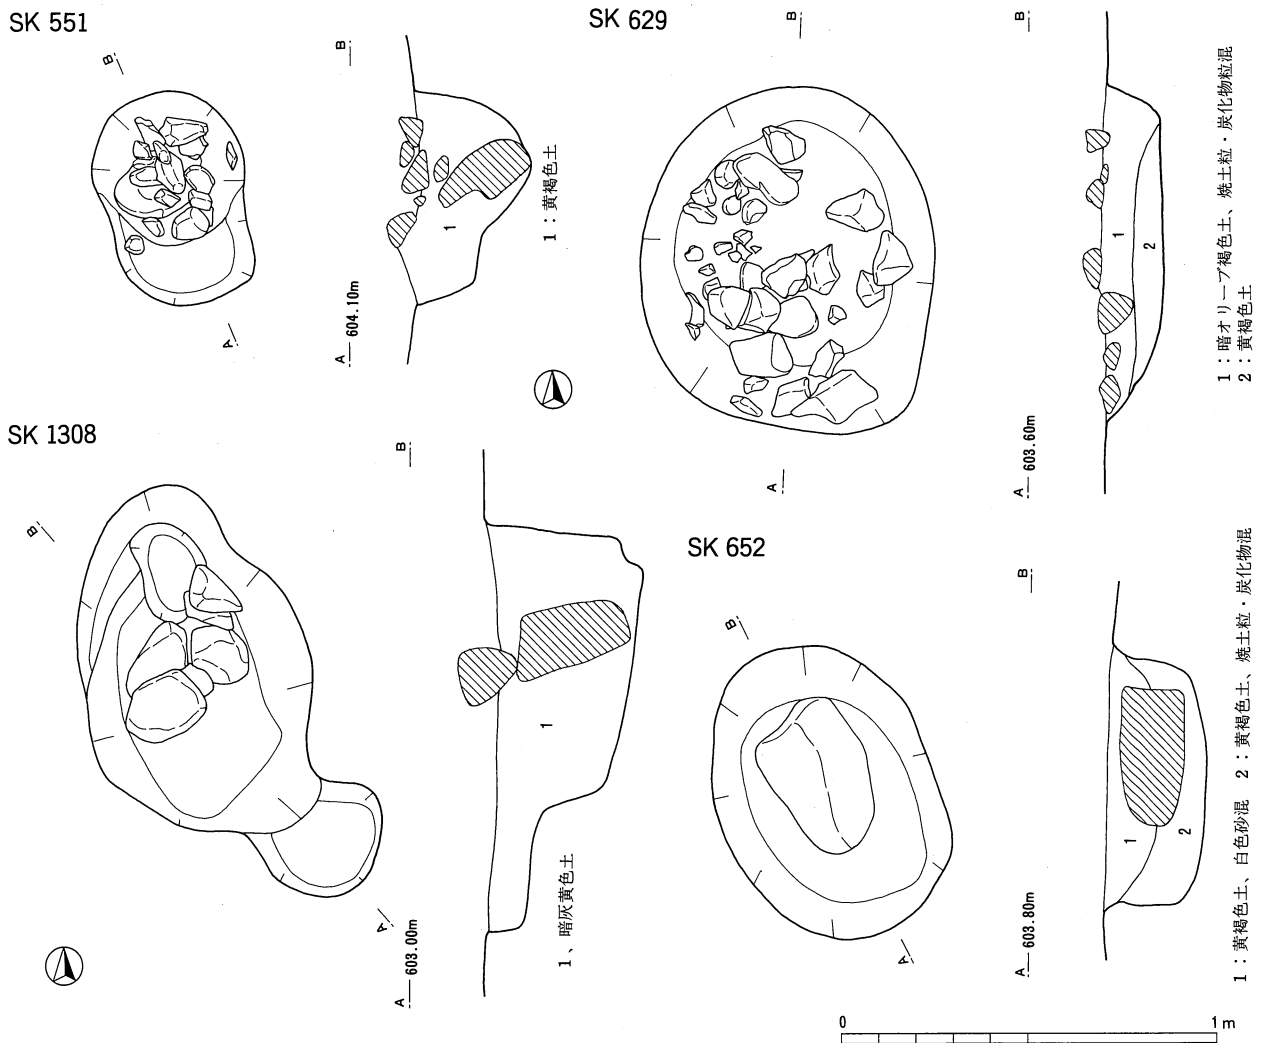 SK 551
B
B
A
A 604.10m
1
1：黄褐色土
SK 629
B
B
A
A 603.60m
1
2
1：暗オリーブ褐色土、焼土粒・炭化物粒混
2：黄褐色土
SK 1308
B
B
A
A 603.00m
1
1、暗灰黄色土
SK 652
B
B
A
A 603.80m
1
2
1：黄褐色土、白色砂混　2：黄褐色土、焼土粒・炭化物混
0 1m